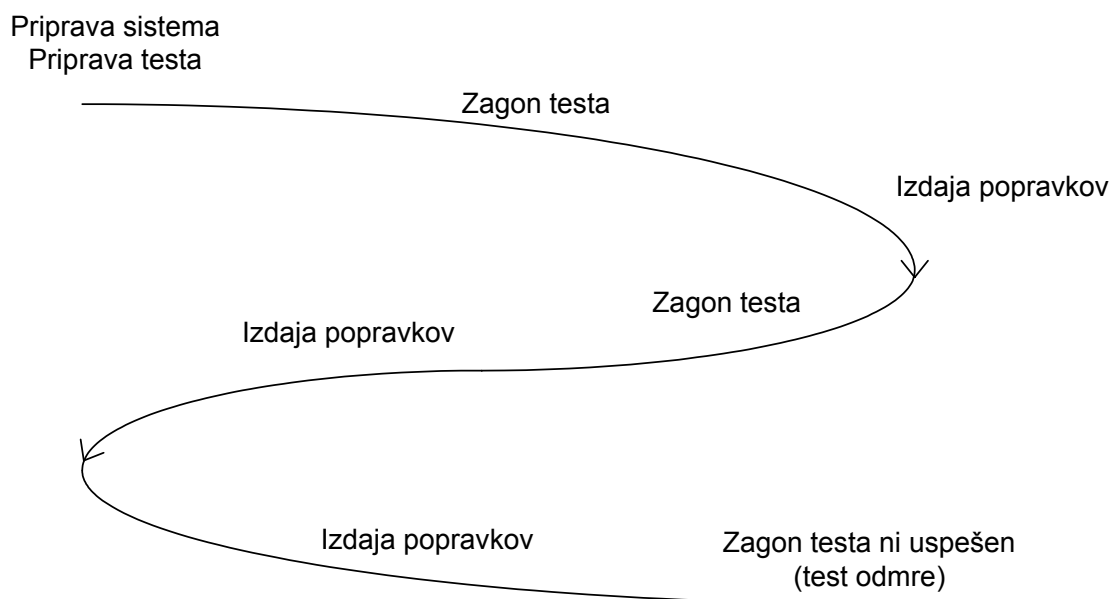 Priprava sistema
Priprava testa
Zagon testa
Izdaja popravkov
Zagon testa
Izdaja popravkov
Izdaja popravkov
Zagon testa ni uspešen
(test odmre)